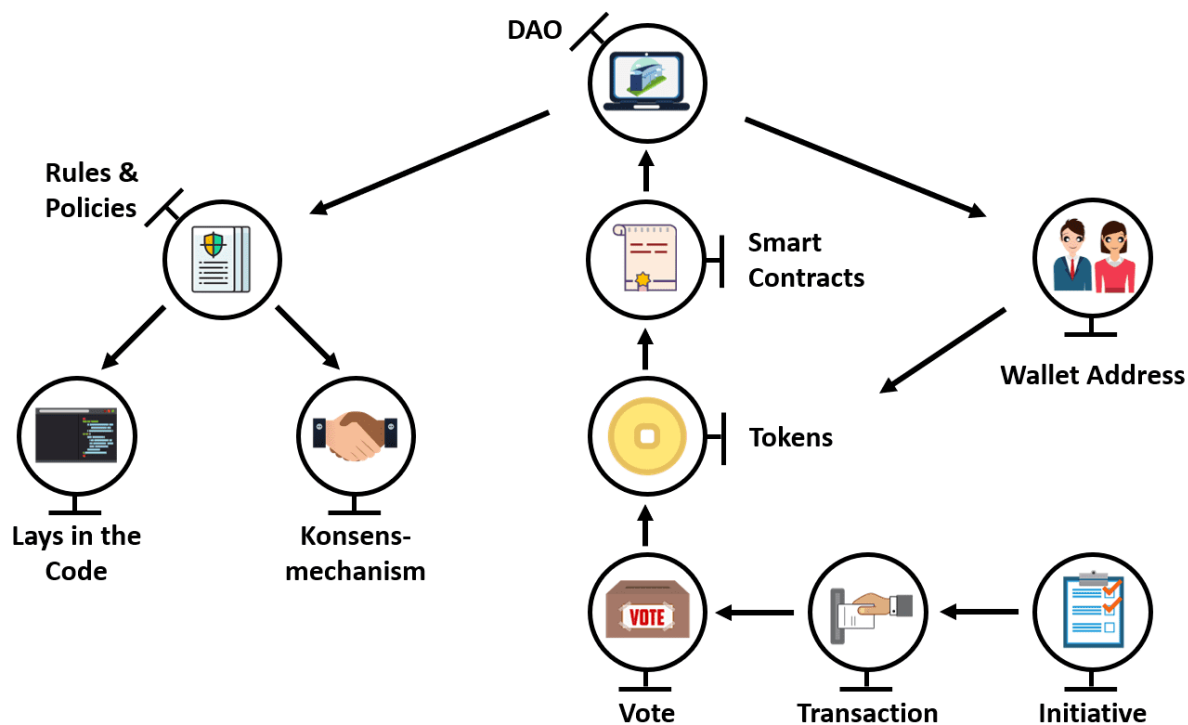 DAO
Rules &
Policies
Smart
Contracts
Wallet Address
Tokens
Lays in the
Code
Konsens-
mechanism
VOTE
Vote
Transaction
Initiative